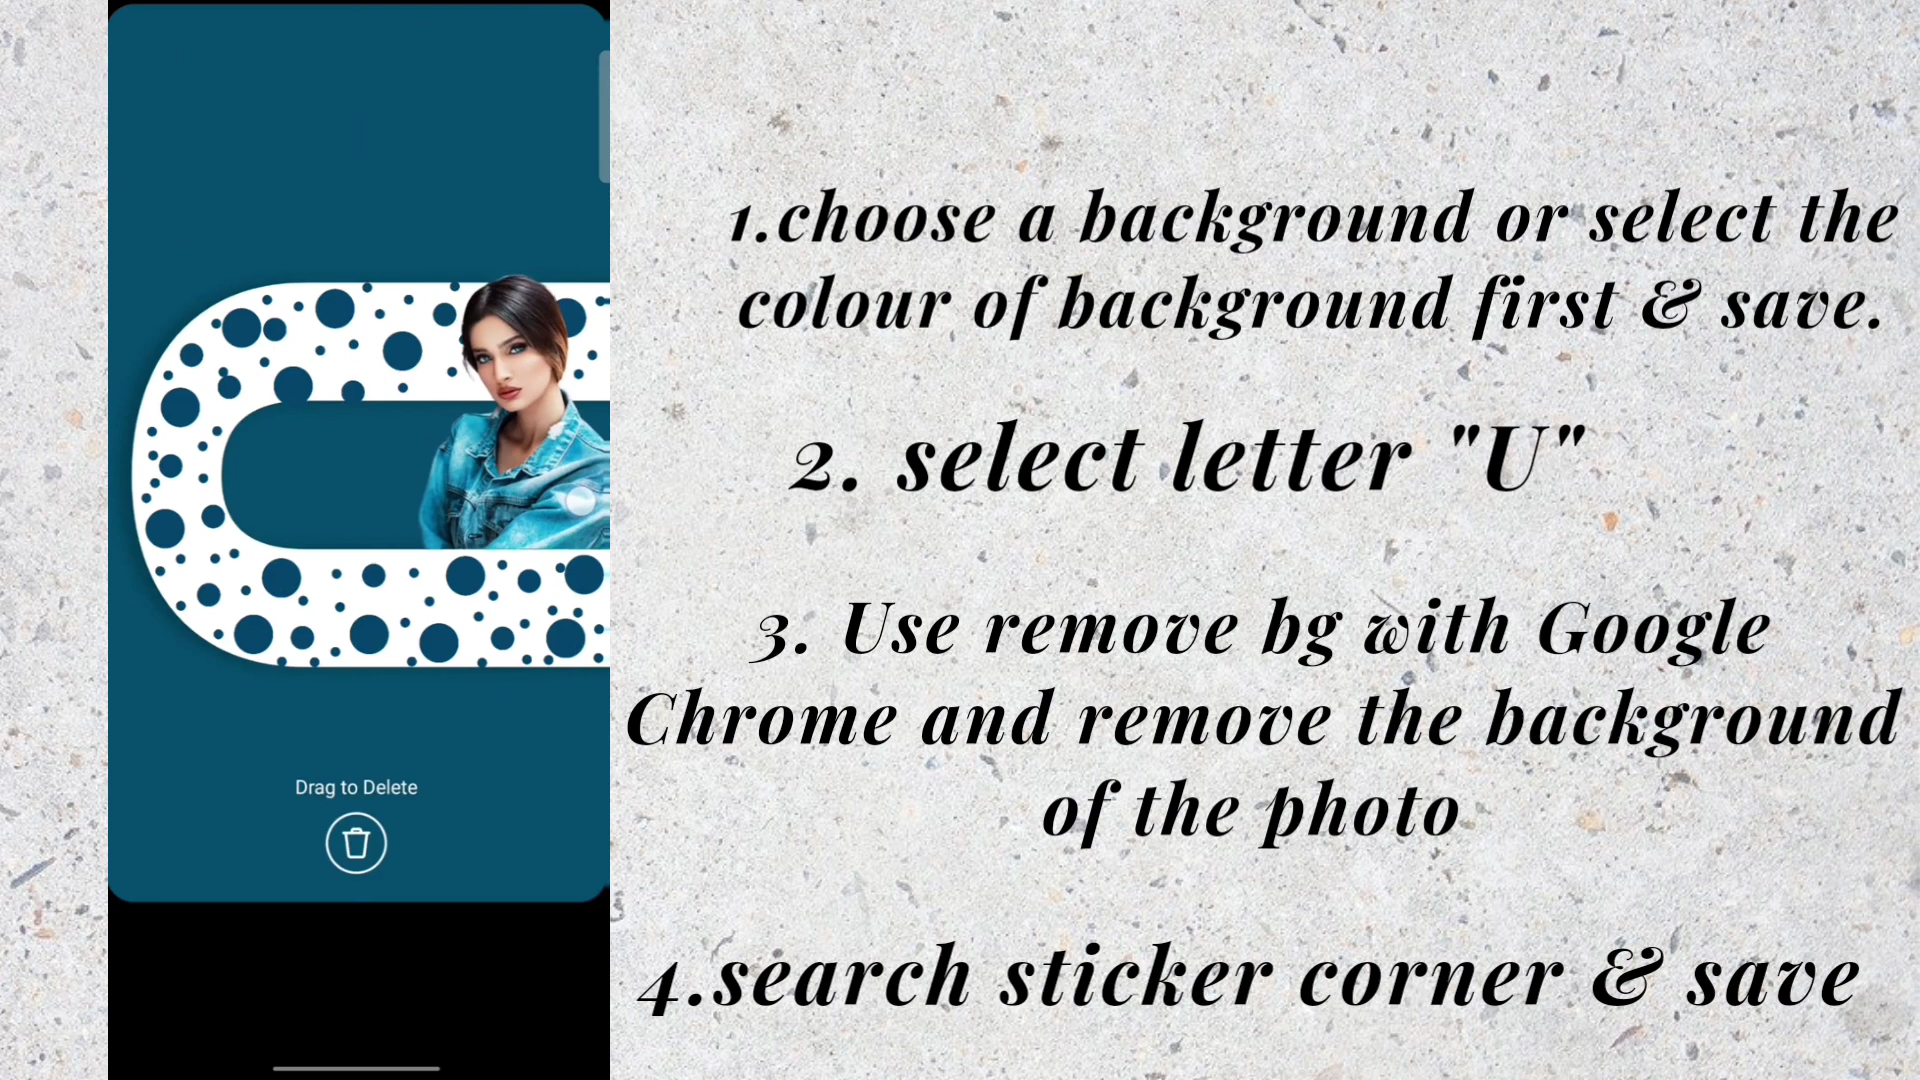 1.choose a background or select the
colour of background first & save.
2. select letter "U"
3. Use remove bg with Google
Chrome and remove the background
of the photo
4.search sticker corner & save
Drag to Delete